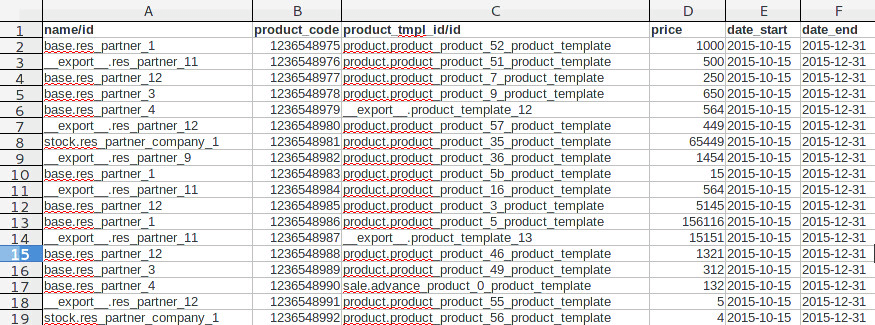 A B C D E F
1 name/id product_code product_tmpl_id/id price date_start date_end
2 base.res_partner_1 1236548975 product.product_product_52_product_template 1000 2015-10-15 2015-12-31
3 __export__.res_partner_11 1236548976 product.product_product_51_product_template 500 2015-10-15 2015-12-31
4 base.res_partner_12 1236548977 product.product_product_7_product_template 250 2015-10-15 2015-12-31
5 base.res_partner_3 1236548978 product.product_product_9_product_template 650 2015-10-15 2015-12-31
6 base.res_partner_4 1236548979 __export__.product_template_12 564 2015-10-15 2015-12-31
7 __export__.res_partner_12 1236548980 product.product_product_57_product_template 449 2015-10-15 2015-12-31
8 stock.res_partner_company_1 1236548981 product.product_product_35_product_template 65449 2015-10-15 2015-12-31
9 __export__.res_partner_9 1236548982 product.product_product_36_product_template 1454 2015-10-15 2015-12-31
10 base.res_partner_1 1236548983 product.product_product_5b_product_template 15 2015-10-15 2015-12-31
11 __export__.res_partner_11 1236548984 product.product_product_16_product_template 564 2015-10-15 2015-12-31
12 base.res_partner_12 1236548985 product.product_product_3_product_template 5145 2015-10-15 2015-12-31
13 base.res_partner_1 1236548986 product.product_product_5_product_template 156116 2015-10-15 2015-12-31
14 __export__.res_partner_11 1236548987 __export__.product_template_13 15151 2015-10-15 2015-12-31
15 base.res_partner_12 1236548988 product.product_product_46_product_template 1321 2015-10-15 2015-12-31
16 base.res_partner_3 1236548989 product.product_product_49_product_template 312 2015-10-15 2015-12-31
17 base.res_partner_4 1236548990 sale.advance_product_0_product_template 132 2015-10-15 2015-12-31
18 __export__.res_partner_12 1236548991 product.product_product_55_product_template 5 2015-10-15 2015-12-31
19 stock.res_partner_company_1 1236548992 product.product_product_56_product_template 4 2015-10-15 2015-12-31